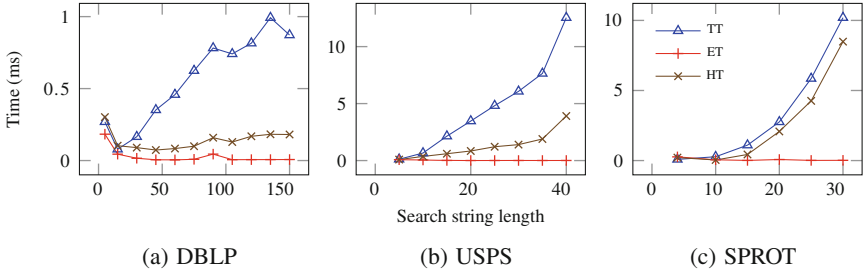 Time (ms)
1
0.5
0
0 50 100 150
10
5
0
0 20 40
10
5
0
0 10 20 30
TT
ET
HT
Search string length
(a) DBLP (b) USPS (c) SPROT